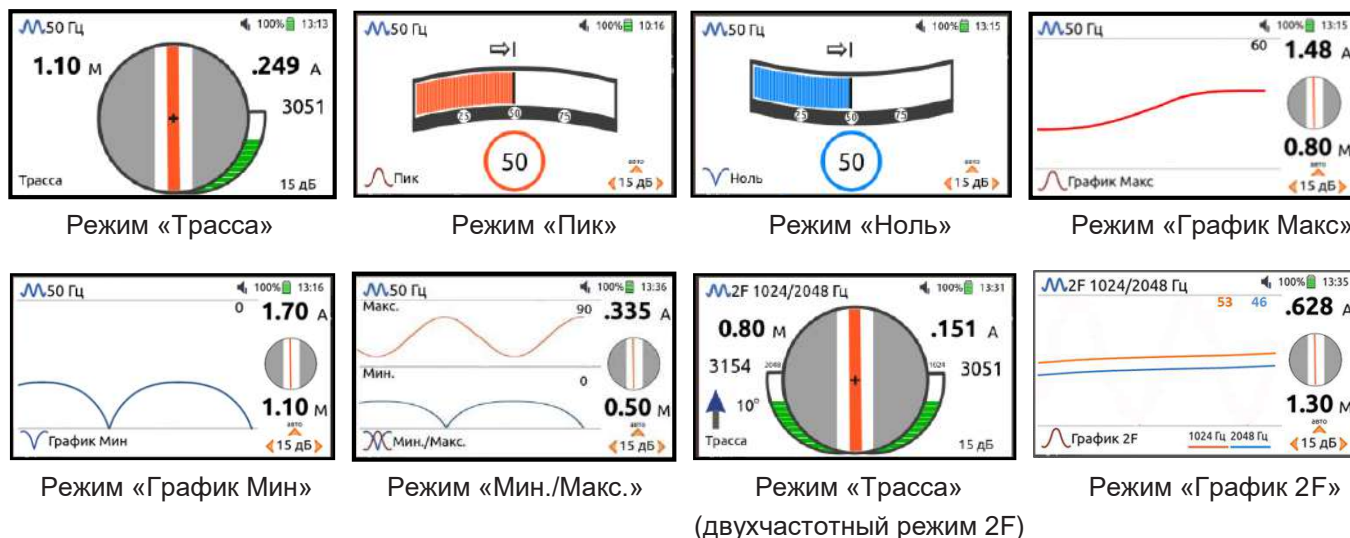 50 Гц 100% 13:13
1.10 м .249 А
3051
Трасса 15 дБ
Режим «Трасса»
50 Гц 100% 10:16
25 50 75
50
авто
Пик 15 дБ
Режим «Пик»
50 Гц 100% 13:15
25 50 75
50
авто
Ноль 15 дБ
Режим «Ноль»
50 Гц 100% 13:15
60 1.48 А
0.80 м
авто
График Макс 15 дБ
Режим «График Макс»
50 Гц 100% 13:16
0 1.70 А
1.10 м
авто
График Мин 15 дБ
Режим «График Мин»
50 Гц 100% 13:36
Макс. 90 .335 А
Мин. 0
0.50 м
авто
Мин./Макс. 15 дБ
Режим «Мин./Макс.»
2F 1024/2048 Гц 100% 13:31
0.80 м .151 А
3154 2048 1024 3051
10°
Трасса 15 дБ
Режим «Трасса»
(двухчастотный режим 2F)
2F 1024/2048 Гц 100% 13:35
53 46 .628 А
1.30 м
авто
График 2F 1024 Гц 2048 Гц 15 дБ
Режим «График 2F»